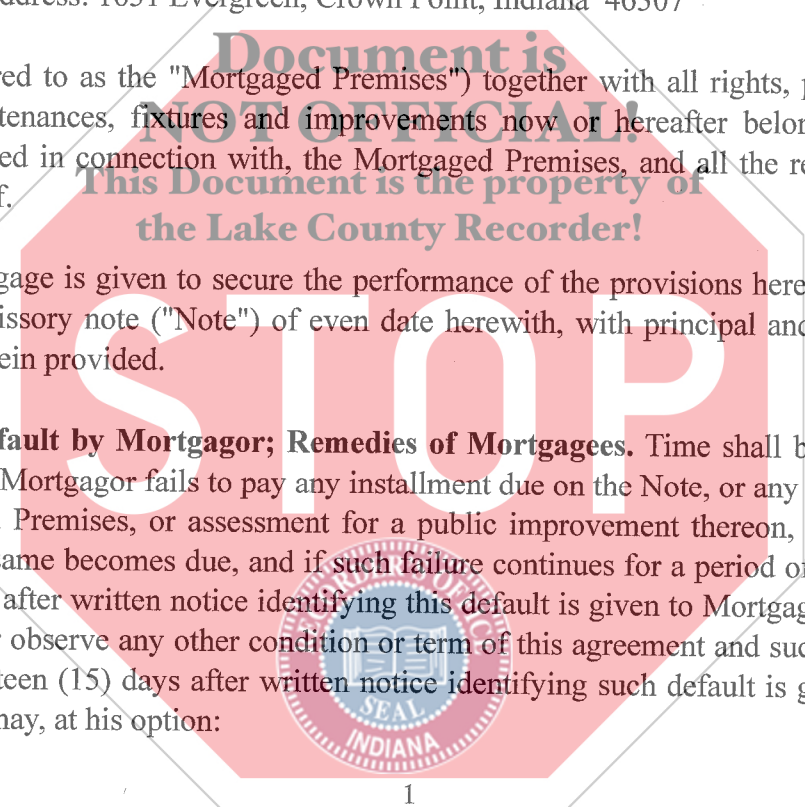 ddress: 1651 Evergreen, Crown Point, Indiana 46307
Document is
red to as the "Mortgaged Premises") together with all rights, p
NOT OFFICIAL!
tenances, fixtures and improvements now or hereafter belon
ed in connection with, the Mortgaged Premises, and all the re
This Document is the property of
f.
the Lake County Recorder!
gage is given to secure the performance of the provisions here
issory note ("Note") of even date herewith, with principal and
ein provided.
STOP
fault by Mortgagor; Remedies of Mortgagees. Time shall b
Mortgagor fails to pay any installment due on the Note, or any
Premises, or assessment for a public improvement thereon,
ame becomes due, and if such failure continues for a period of
after written notice identifying this default is given to Mortgag
r observe any other condition or term of this agreement and suc
teen (15) days after written notice identifying such default is g
may, at his option:
RECORDER'S OFFICE
SEAL
INDIANA
1